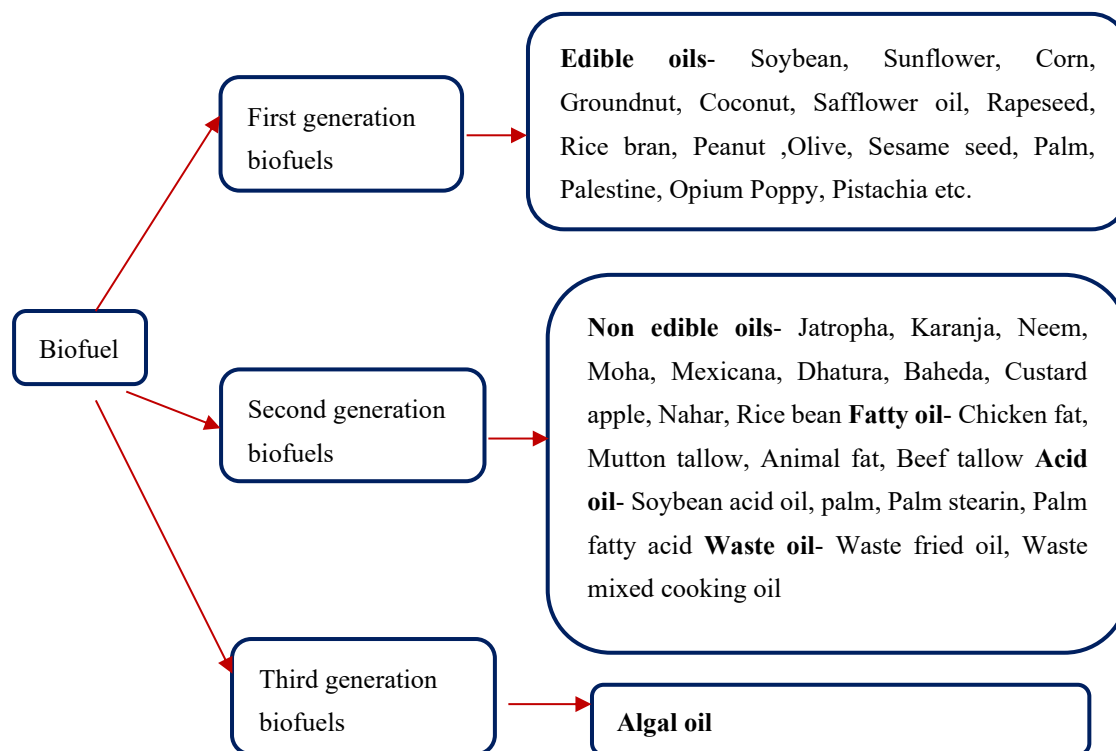 Biofuel
First generation
biofuels
Edible oils- Soybean, Sunflower, Corn,
Groundnut, Coconut, Safflower oil, Rapeseed,
Rice bran, Peanut ,Olive, Sesame seed, Palm,
Palestine, Opium Poppy, Pistachia etc.
Second generation
biofuels
Non edible oils- Jatropha, Karanja, Neem,
Moha, Mexicana, Dhatura, Baheda, Custard
apple, Nahar, Rice bean Fatty oil- Chicken fat,
Mutton tallow, Animal fat, Beef tallow Acid
oil- Soybean acid oil, palm, Palm stearin, Palm
fatty acid Waste oil- Waste fried oil, Waste
mixed cooking oil
Third generation
biofuels
Algal oil